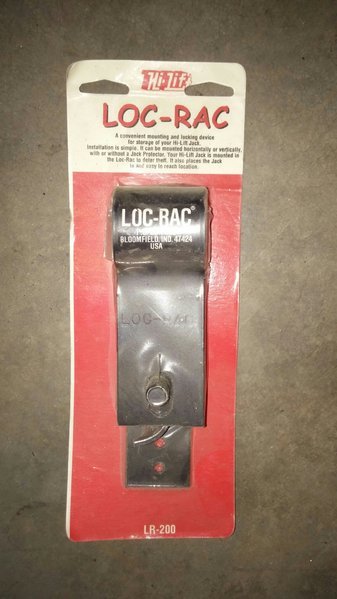 Hi-Lift
LOC-RAC
A convenient mounting and locking device
for storage of your Hi-Lift Jack.
Installation is simple. It can be mounted horizontally or vertically,
with or without a Jack Protector. Your Hi-Lift Jack is mounted in
the Loc-Rac to deter theft. It also places the Jack
in and easy to reach location.
LOC-RAC®
BLOOMFIELD, IND. 47424
USA
LOC-RAC
LR-200